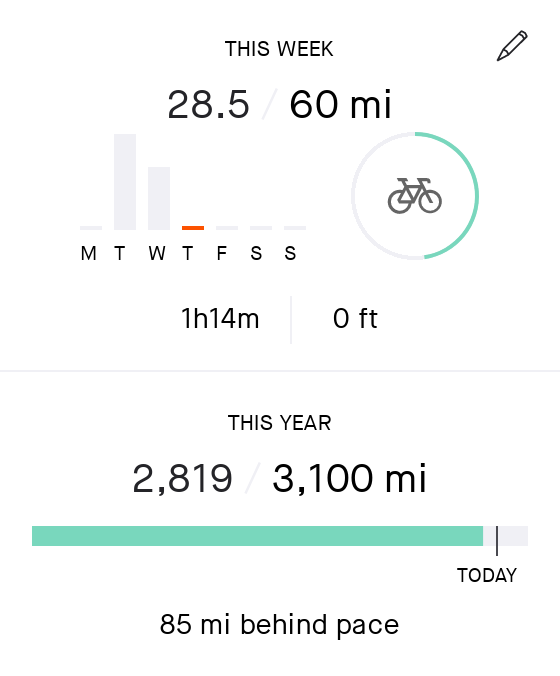 THIS WEEK
28.5 / 60 mi
M T W T F S S
1h14m 0 ft
THIS YEAR
2,819 / 3,100 mi
TODAY
85 mi behind pace